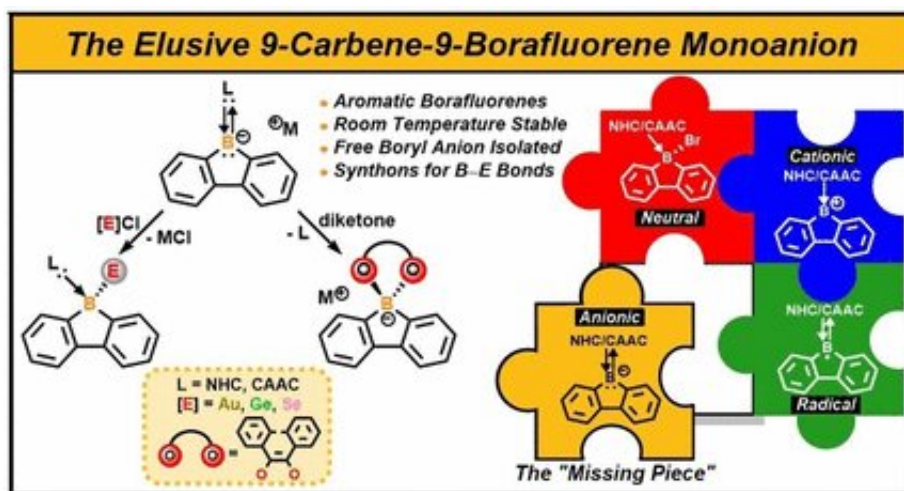 The Elusive 9-Carbene-9-Borafluorene Monoanion
L
B
⊖
⊕M
• Aromatic Borafluorenes
• Room Temperature Stable
• Free Boryl Anion Isolated
• Synthons for B–E Bonds
[E]Cl
- MCl
diketone
- L
L
E
B
O O
M⊕
B
⊖
L = NHC, CAAC
[E] = Au, Ge, Se
O O =
O O
NHC/CAAC
B Br
Neutral
Cationic
NHC/CAAC
B ⊕
Anionic
NHC/CAAC
B ⊖
NHC/CAAC
B
Radical
The "Missing Piece"